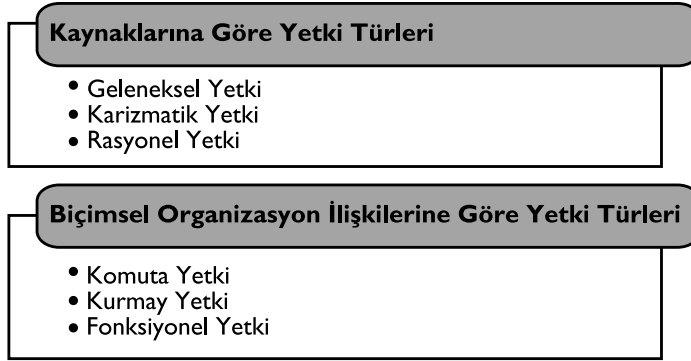 Kaynaklarına Göre Yetki Türleri
• Geleneksel Yetki
• Karizmatik Yetki
• Rasyonel Yetki
Biçimsel Organizasyon İlişkilerine Göre Yetki Türleri
• Komuta Yetki
• Kurmay Yetki
• Fonksiyonel Yetki